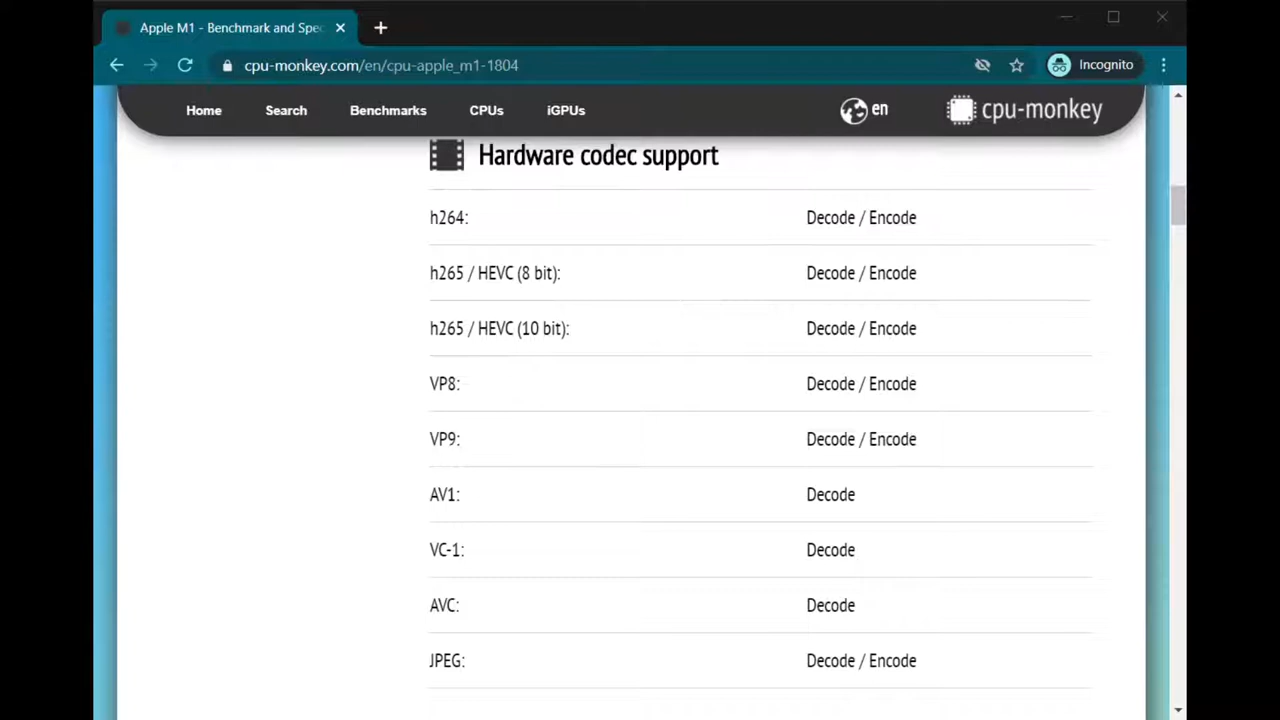 Apple M1 - Benchmark and Spec
cpu-monkey.com/en/cpu-apple_m1-1804
Incognito
Home Search Benchmarks CPUs iGPUs en cpu-monkey
Hardware codec support
h264: Decode / Encode
h265 / HEVC (8 bit): Decode / Encode
h265 / HEVC (10 bit): Decode / Encode
VP8: Decode / Encode
VP9: Decode / Encode
AV1: Decode
VC-1: Decode
AVC: Decode
JPEG: Decode / Encode